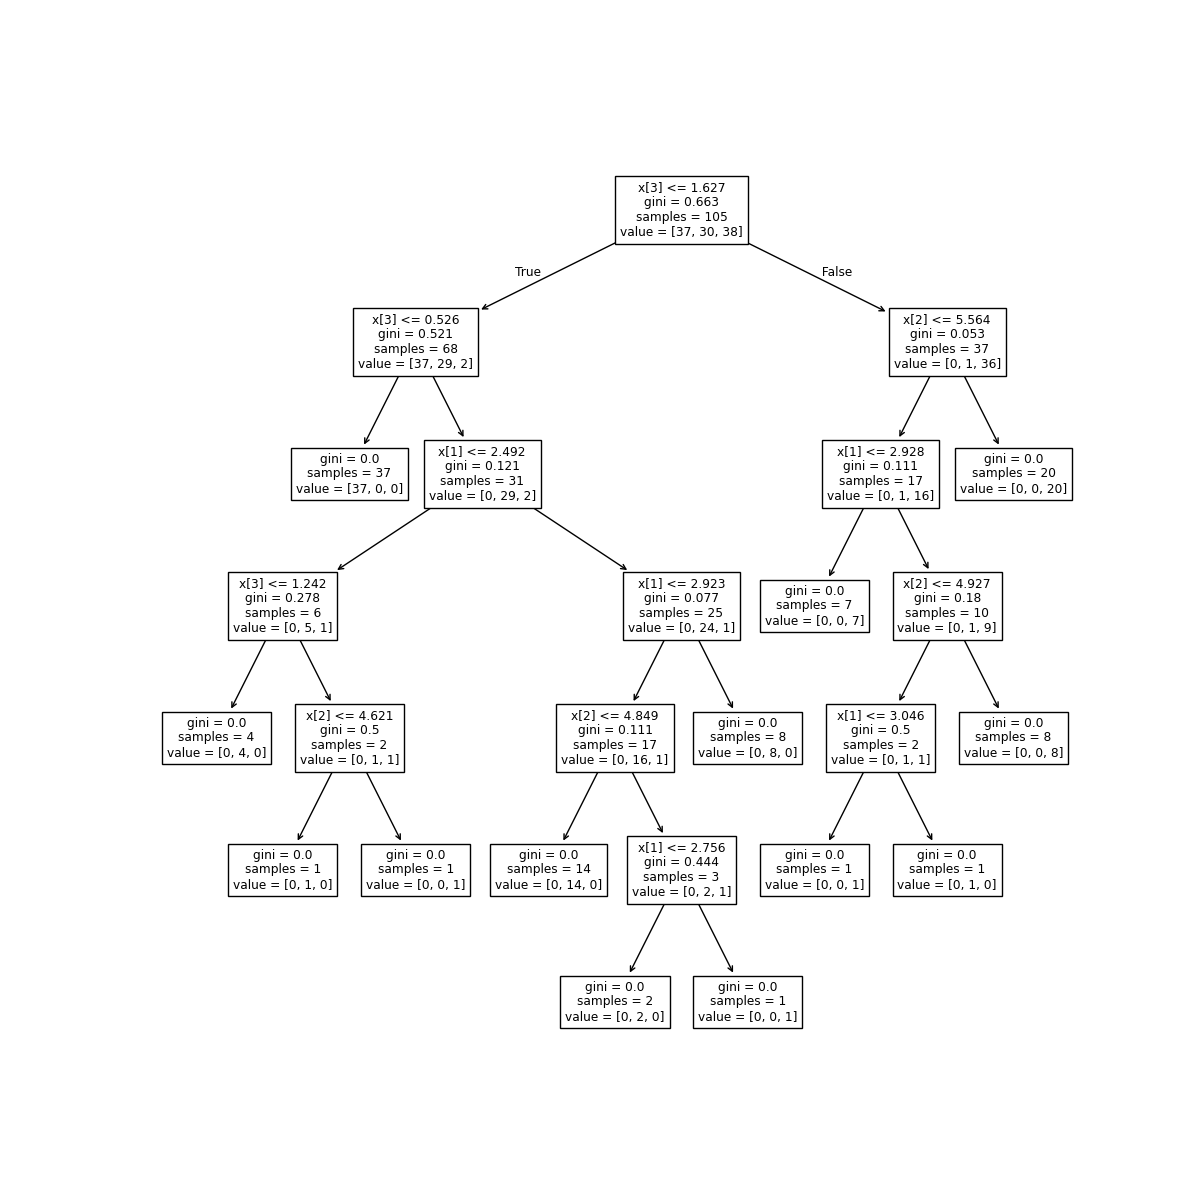 x[3] <= 1.627
gini = 0.663
samples = 105
value = [37, 30, 38]
True
False
x[3] <= 0.526
gini = 0.521
samples = 68
value = [37, 29, 2]
x[2] <= 5.564
gini = 0.053
samples = 37
value = [0, 1, 36]
gini = 0.0
samples = 37
value = [37, 0, 0]
x[1] <= 2.492
gini = 0.121
samples = 31
value = [0, 29, 2]
x[1] <= 2.928
gini = 0.111
samples = 17
value = [0, 1, 16]
gini = 0.0
samples = 20
value = [0, 0, 20]
x[3] <= 1.242
gini = 0.278
samples = 6
value = [0, 5, 1]
x[1] <= 2.923
gini = 0.077
samples = 25
value = [0, 24, 1]
gini = 0.0
samples = 7
value = [0, 0, 7]
x[2] <= 4.927
gini = 0.18
samples = 10
value = [0, 1, 9]
gini = 0.0
samples = 4
value = [0, 4, 0]
x[2] <= 4.621
gini = 0.5
samples = 2
value = [0, 1, 1]
x[2] <= 4.849
gini = 0.111
samples = 17
value = [0, 16, 1]
gini = 0.0
samples = 8
value = [0, 8, 0]
x[1] <= 3.046
gini = 0.5
samples = 2
value = [0, 1, 1]
gini = 0.0
samples = 8
value = [0, 0, 8]
gini = 0.0
samples = 1
value = [0, 1, 0]
gini = 0.0
samples = 1
value = [0, 0, 1]
gini = 0.0
samples = 14
value = [0, 14, 0]
x[1] <= 2.756
gini = 0.444
samples = 3
value = [0, 2, 1]
gini = 0.0
samples = 1
value = [0, 0, 1]
gini = 0.0
samples = 1
value = [0, 1, 0]
gini = 0.0
samples = 2
value = [0, 2, 0]
gini = 0.0
samples = 1
value = [0, 0, 1]